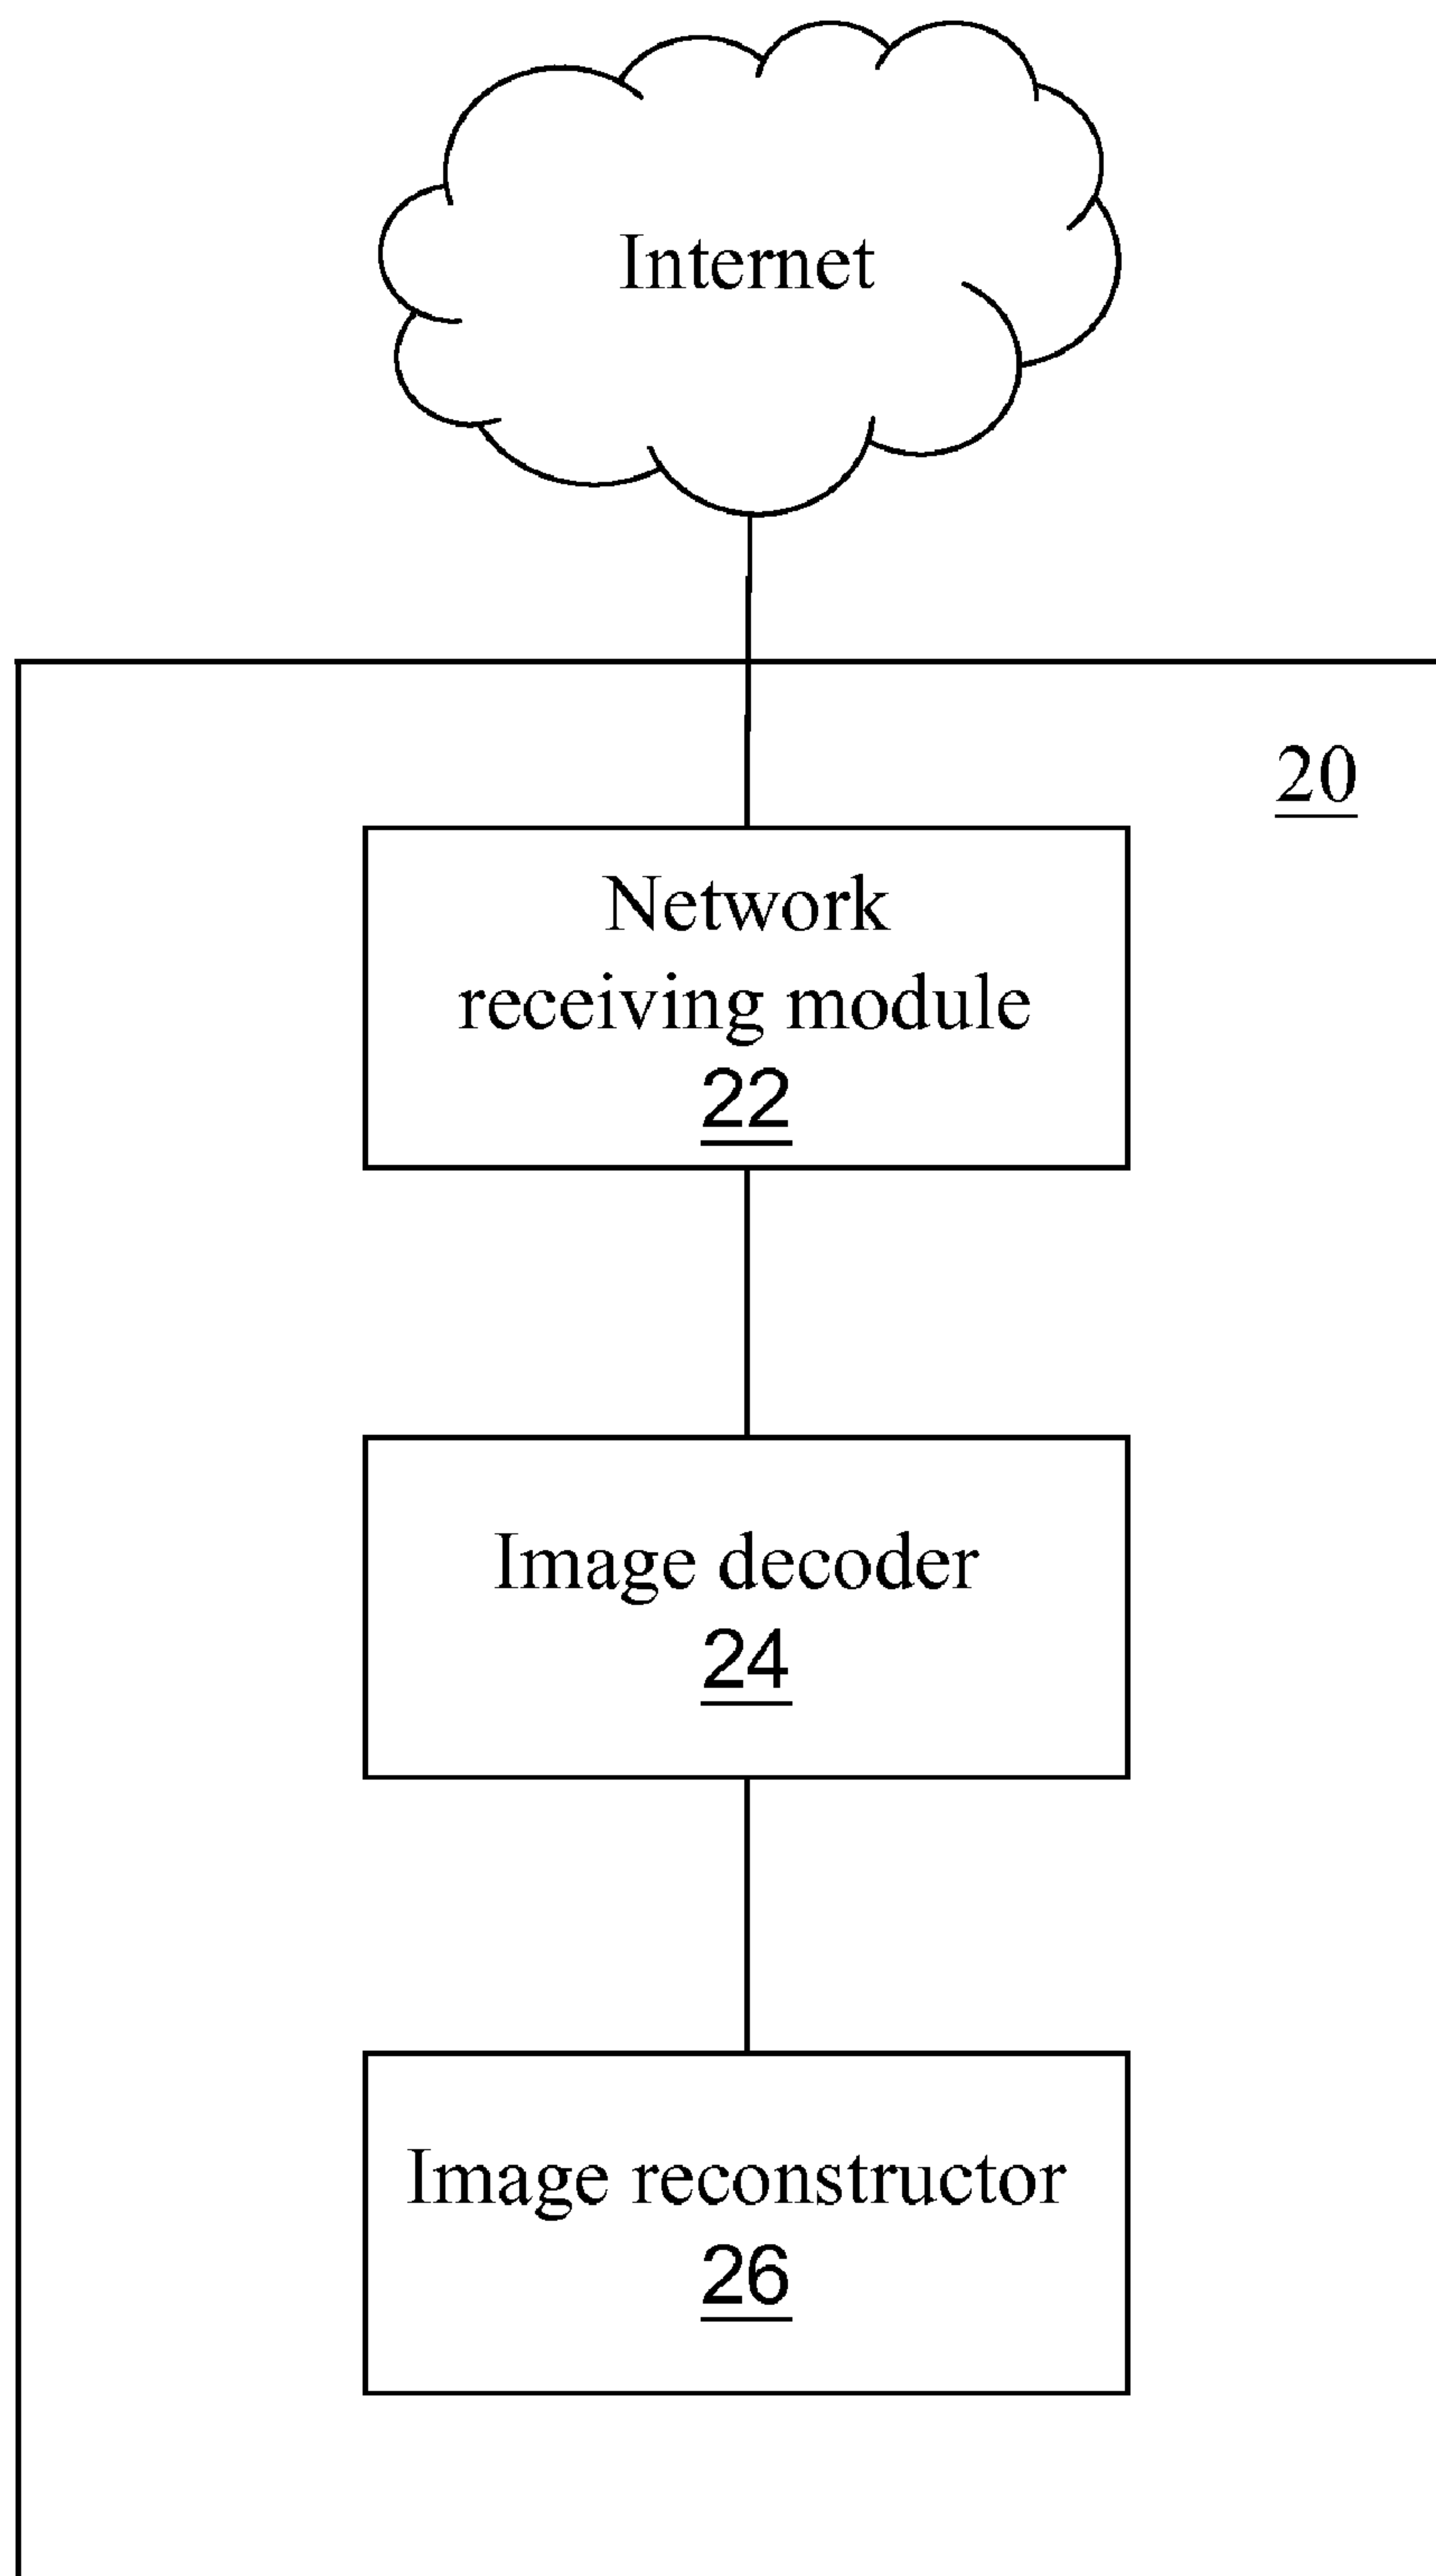 Internet
20
Network
receiving module
22
Image decoder
24
Image reconstructor
26